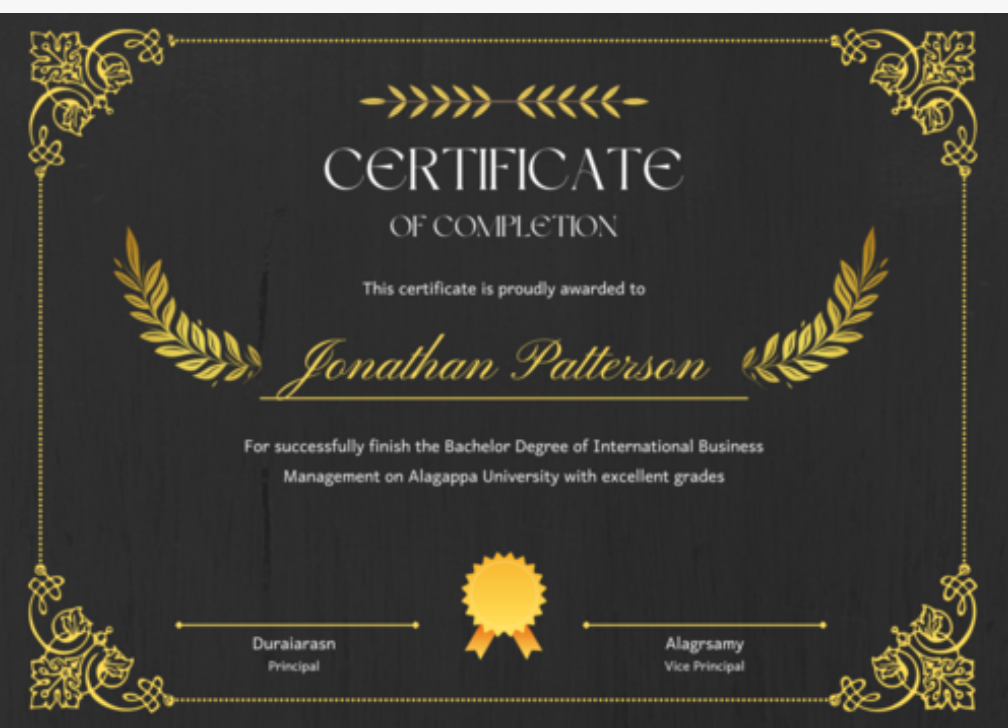 CERTIFICATE
OF COMPLETION
This certificate is proudly awarded to
Jonathan Patterson
For successfully finish the Bachelor Degree of International Business
Management on Alagappa University with excellent grades
Duraiarasn
Principal
Alagrsamy
Vice Principal